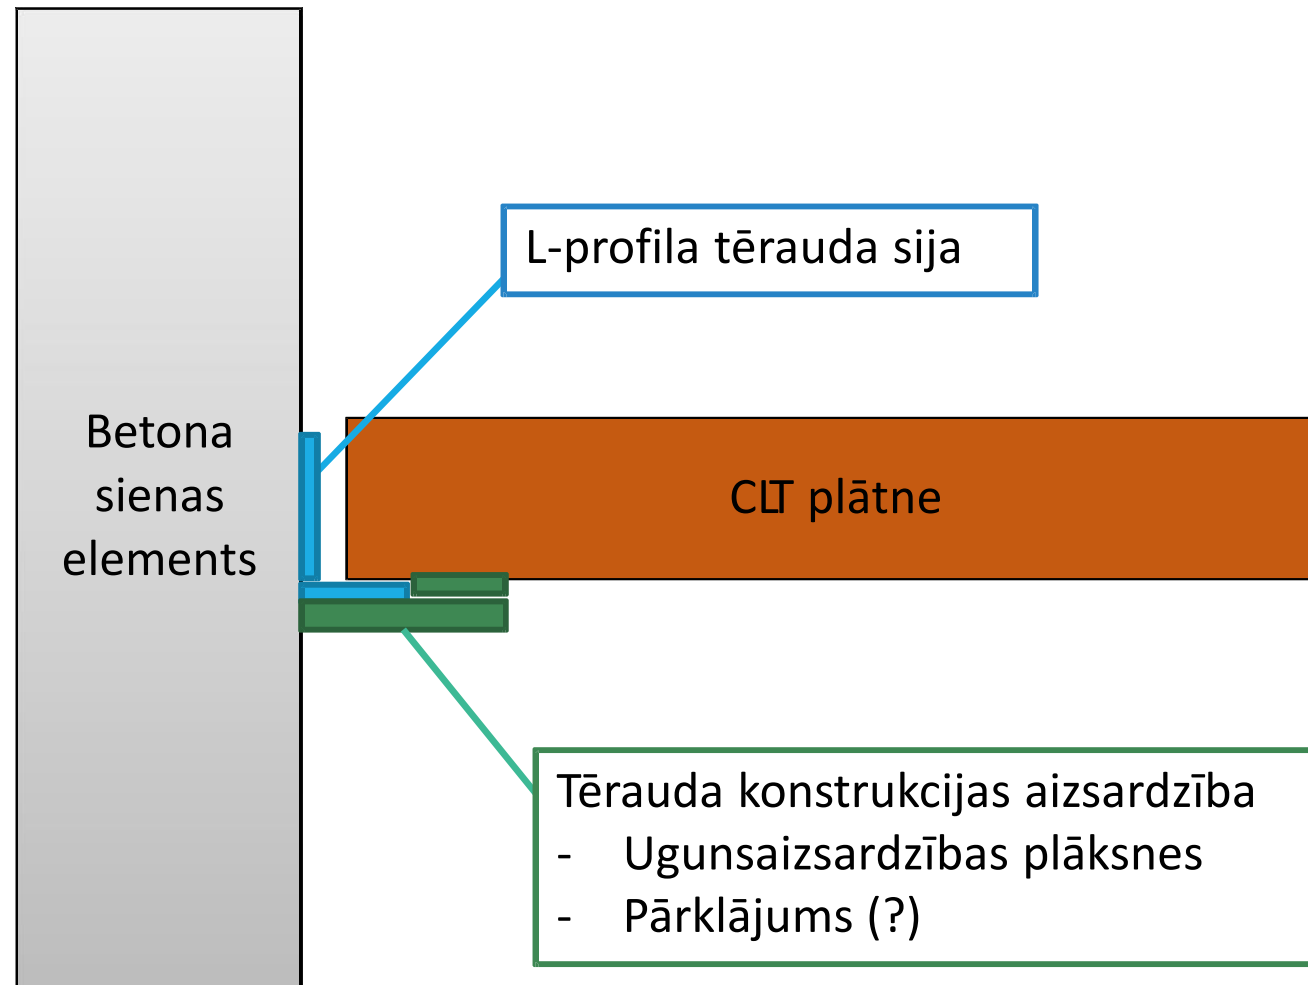 L-profila tērauda sija
Betona
sienas
elements
CLT plātne
Tērauda konstrukcijas aizsardzība
- Ugunsaizsardzības plāksnes
- Pārklājums (?)